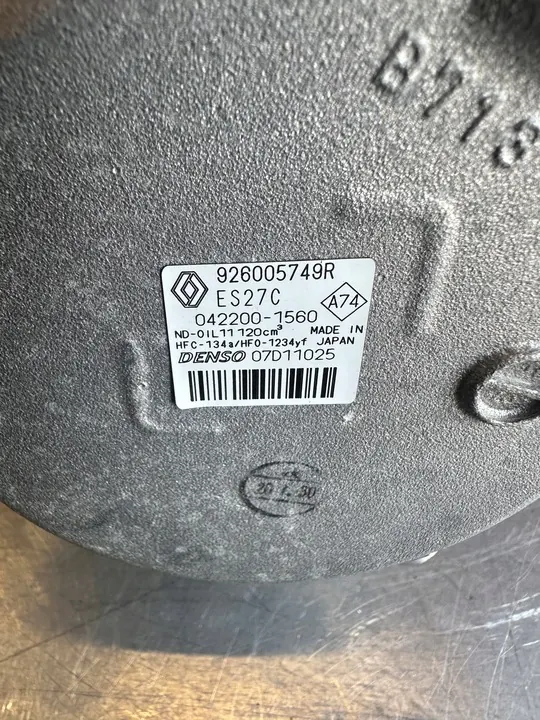 B713
926005749R
ES27C
A74
042200-1560
ND-OIL11 120cm³ MADE IN
HFC-134a/HFO-1234yf JAPAN
DENSO 07D11025